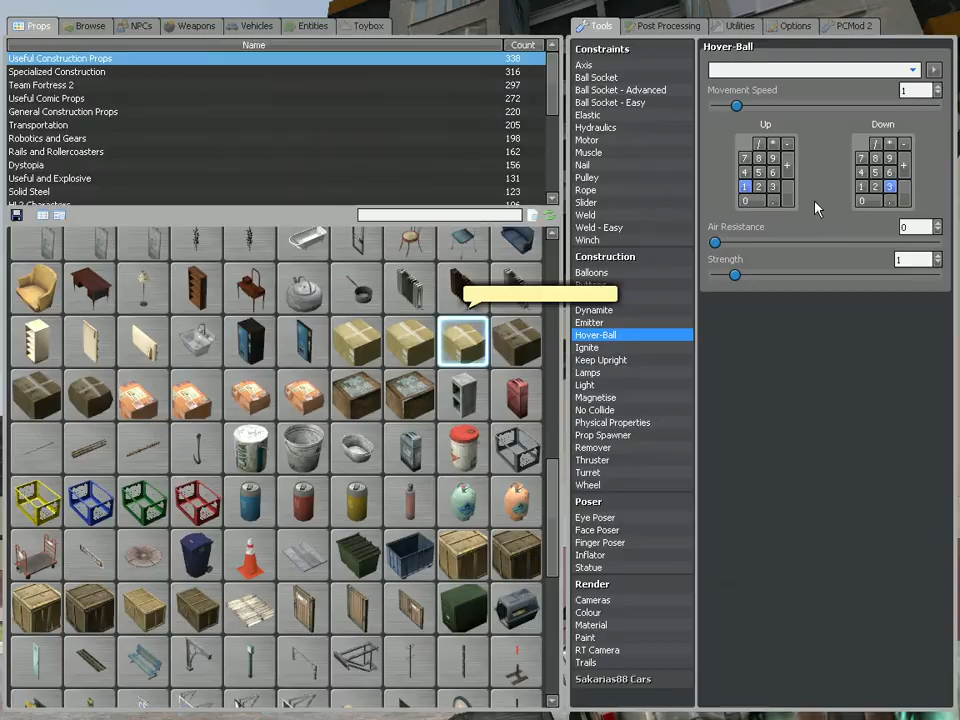 Props Browse NPCs Weapons Vehicles Entities Toybox
Name Count
Useful Construction Props 338
Specialized Construction 316
Team Fortress 2 297
Useful Comic Props 272
General Construction Props 220
Transportation 205
Robotics and Gears 198
Rails and Rollercoasters 162
Dystopia 156
Useful and Explosive 131
Solid Steel 123
Tools Post Processing Utilities Options PCMod 2
Constraints
Axis
Ball Socket
Ball Socket - Advanced
Ball Socket - Easy
Elastic
Hydraulics
Motor
Muscle
Nail
Pulley
Rope
Slider
Weld
Weld - Easy
Winch
Construction
Balloons
Dynamite
Emitter
Hover-Ball
Ignite
Keep Upright
Lamps
Light
Magnetise
No Collide
Physical Properties
Prop Spawner
Remover
Thruster
Turret
Wheel
Poser
Eye Poser
Face Poser
Finger Poser
Inflator
Statue
Render
Cameras
Colour
Material
Paint
RT Camera
Trails
Sakarias88 Cars
Hover-Ball
Movement Speed 1
Up Down
/ * - / * -
7 8 9 + 7 8 9 +
4 5 6 4 5 6
1 2 3 1 2 3
0 . 0 .
Air Resistance 0
Strength 1